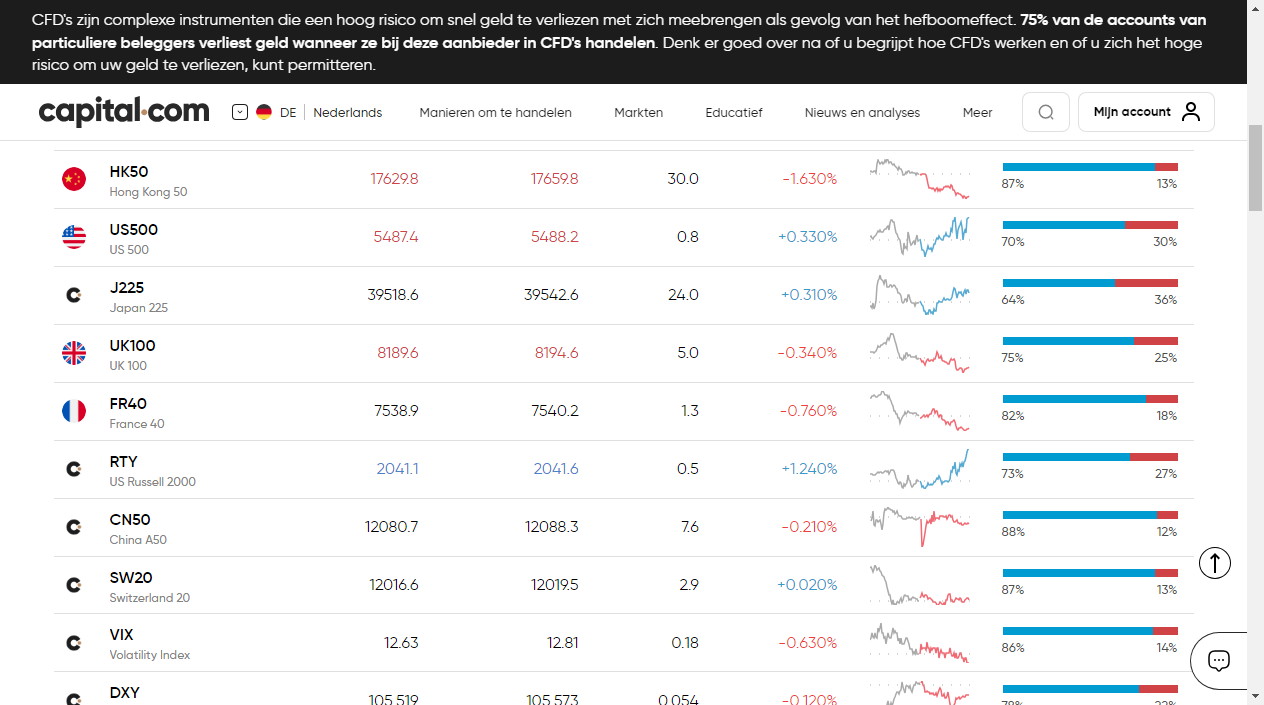 CFD's zijn complexe instrumenten die een hoog risico om snel geld te verliezen met zich meebrengen als gevolg van het hefboomeffect. 75% van de accounts van
particuliere beleggers verliest geld wanneer ze bij deze aanbieder in CFD's handelen. Denk er goed over na of u begrijpt hoe CFD's werken en of u zich het hoge
risico om uw geld te verliezen, kunt permitteren.
capital.com DE Nederlands Manieren om te handelen Markten Educatief Nieuws en analyses Meer Mijn account
HK50 17629.8 17659.8 30.0 -1.630%
Hong Kong 50 87% 13%
US500 5487.4 5488.2 0.8 +0.330%
US 500 70% 30%
J225 39518.6 39542.6 24.0 +0.310%
Japan 225 64% 36%
UK100 8189.6 8194.6 5.0 -0.340%
UK 100 75% 25%
FR40 7538.9 7540.2 1.3 -0.760%
France 40 82% 18%
RTY 2041.1 2041.6 0.5 +1.240%
US Russell 2000 73% 27%
CN50 12080.7 12088.3 7.6 -0.210%
China A50 88% 12%
SW20 12016.6 12019.5 2.9 +0.020%
Switzerland 20 87% 13%
VIX 12.63 12.81 0.18 -0.630%
Volatility Index 86% 14%
DXY 105.519 105.573 0.054 -0.120%